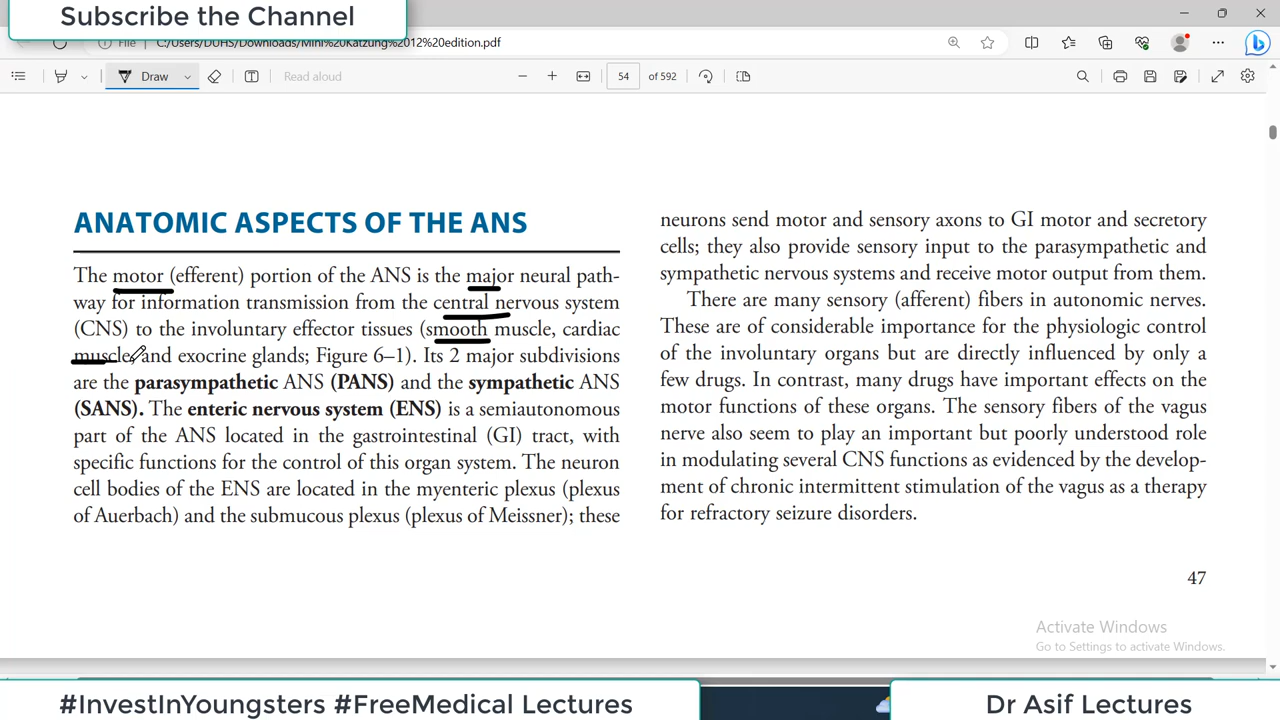 Subscribe the Channel
File
C:/Users/DUHS/Downloads/Mini%20Katzung%2012%20edition.pdf
Draw
Read aloud
54
of 592
ANATOMIC ASPECTS OF THE ANS
The motor (efferent) portion of the ANS is the major neural path-
way for information transmission from the central nervous system
(CNS) to the involuntary effector tissues (smooth muscle, cardiac
muscle, and exocrine glands; Figure 6–1). Its 2 major subdivisions
are the parasympathetic ANS (PANS) and the sympathetic ANS
(SANS). The enteric nervous system (ENS) is a semiautonomous
part of the ANS located in the gastrointestinal (GI) tract, with
specific functions for the control of this organ system. The neuron
cell bodies of the ENS are located in the myenteric plexus (plexus
of Auerbach) and the submucous plexus (plexus of Meissner); these
neurons send motor and sensory axons to GI motor and secretory
cells; they also provide sensory input to the parasympathetic and
sympathetic nervous systems and receive motor output from them.
There are many sensory (afferent) fibers in autonomic nerves.
These are of considerable importance for the physiologic control
of the involuntary organs but are directly influenced by only a
few drugs. In contrast, many drugs have important effects on the
motor functions of these organs. The sensory fibers of the vagus
nerve also seem to play an important but poorly understood role
in modulating several CNS functions as evidenced by the develop-
ment of chronic intermittent stimulation of the vagus as a therapy
for refractory seizure disorders.
47
Activate Windows
Go to Settings to activate Windows.
#InvestInYoungsters #FreeMedical Lectures
Dr Asif Lectures